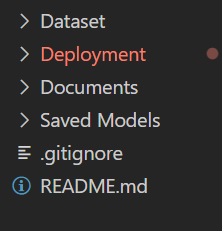 Dataset
Deployment
Documents
Saved Models
.gitignore
README.md